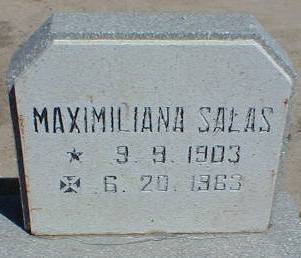 MAXIMILIANA SALAS
★ 9. 9. 1903
✠ 6. 20. 1963